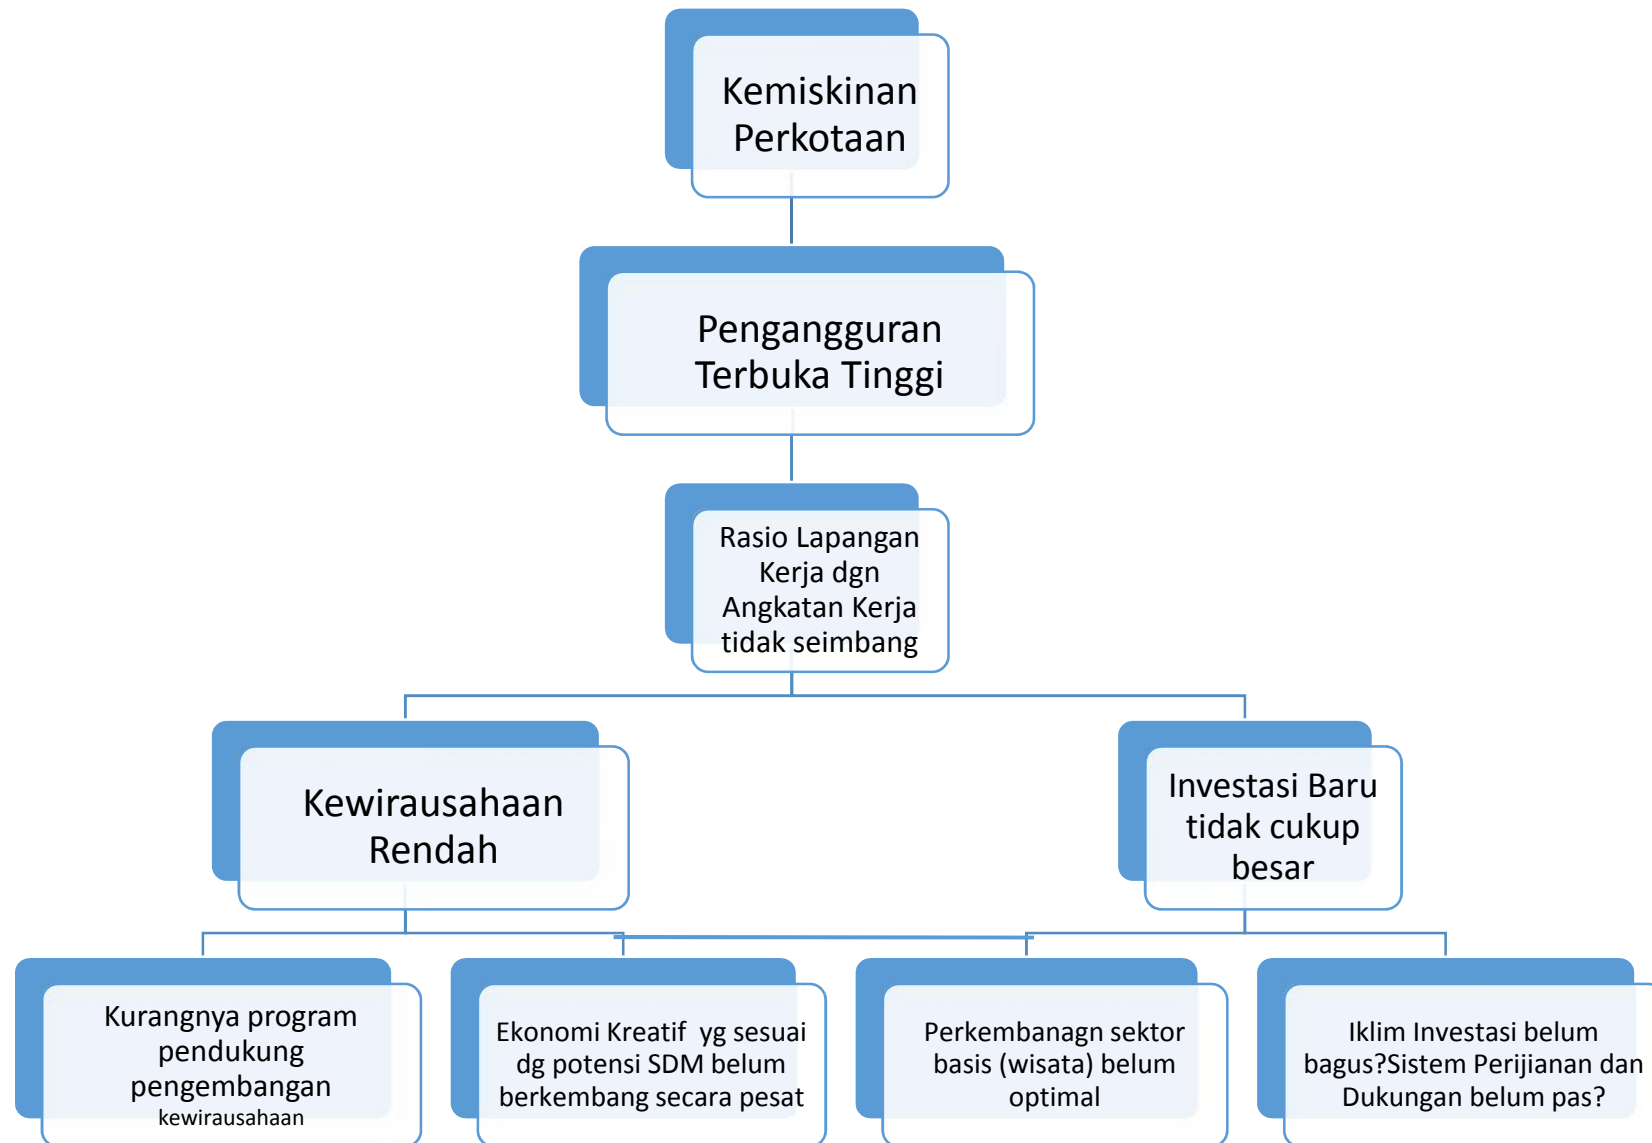 Kemiskinan
Perkotaan
Pengangguran
Terbuka Tinggi
Rasio Lapangan
Kerja dgn
Angkatan Kerja
tidak seimbang
Kewirausahaan
Rendah
Investasi Baru
tidak cukup
besar
Kurangnya program
pendukung
pengembangan
kewirausahaan
Ekonomi Kreatif yg sesuai
dg potensi SDM belum
berkembang secara pesat
Perkembanagn sektor
basis (wisata) belum
optimal
Iklim Investasi belum
bagus?Sistem Perijianan dan
Dukungan belum pas?